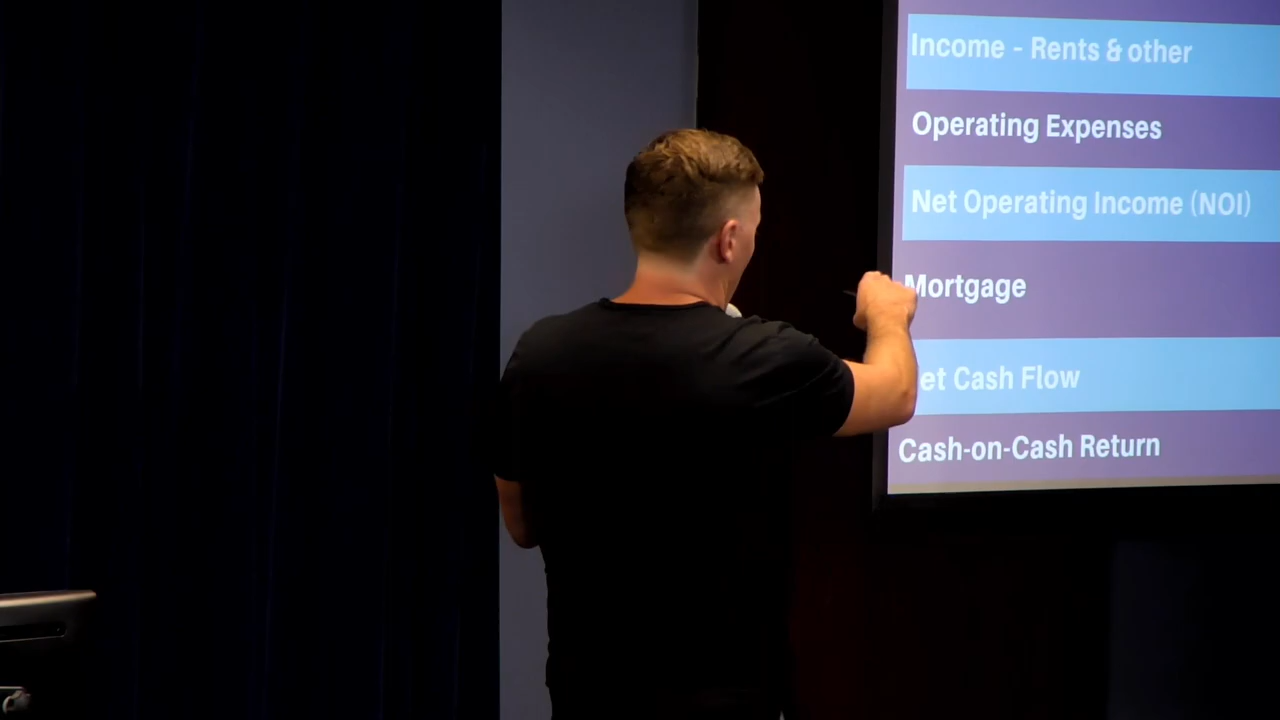 Income - Rents & other
Operating Expenses
Net Operating Income (NOI)
Mortgage
et Cash Flow
Cash-on-Cash Return